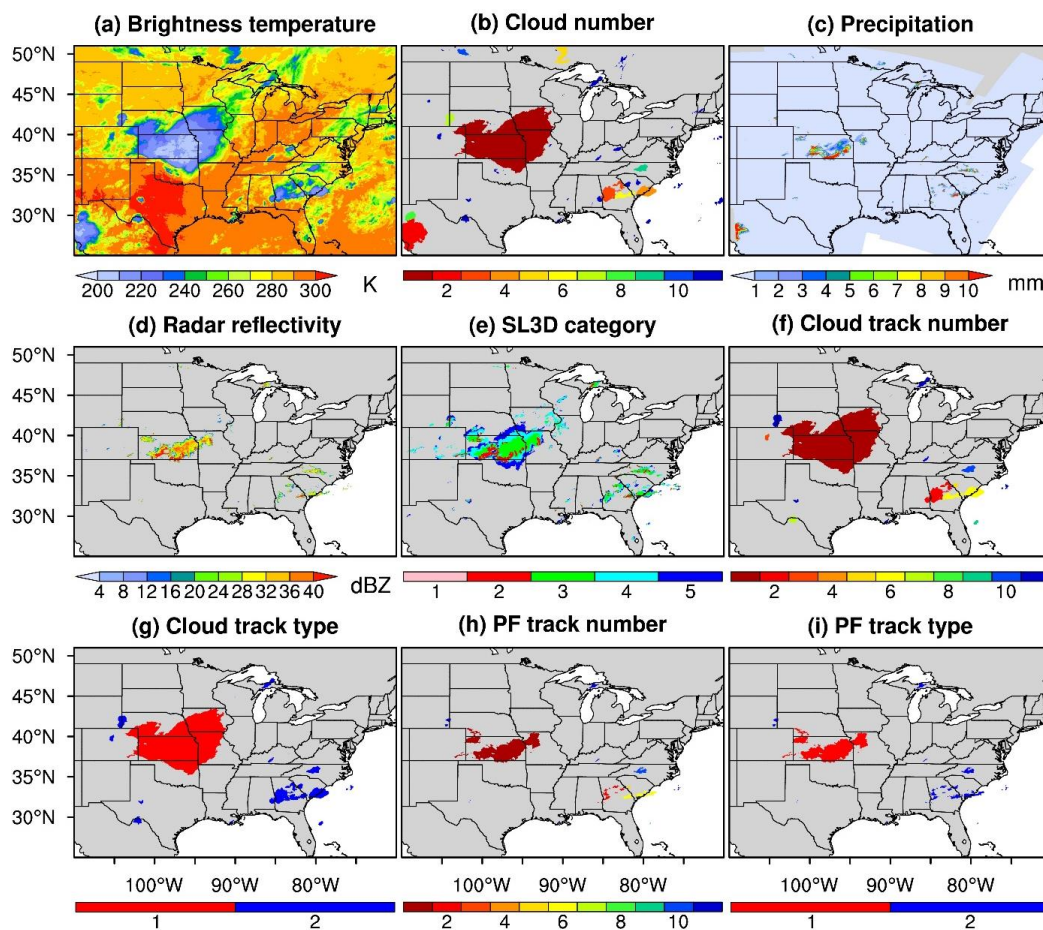 (a) Brightness temperature
(b) Cloud number
(c) Precipitation
50°N
45°N
40°N
35°N
30°N
200 220 240 260 280 300 K
2 4 6 8 10
1 2 3 4 5 6 7 8 9 10 mm
(d) Radar reflectivity
(e) SL3D category
(f) Cloud track number
50°N
45°N
40°N
35°N
30°N
4 8 12 16 20 24 28 32 36 40 dBZ
1 2 3 4 5
2 4 6 8 10
(g) Cloud track type
(h) PF track number
(i) PF track type
50°N
45°N
40°N
35°N
30°N
100°W 90°W 80°W
100°W 90°W 80°W
100°W 90°W 80°W
1 2
2 4 6 8 10
1 2